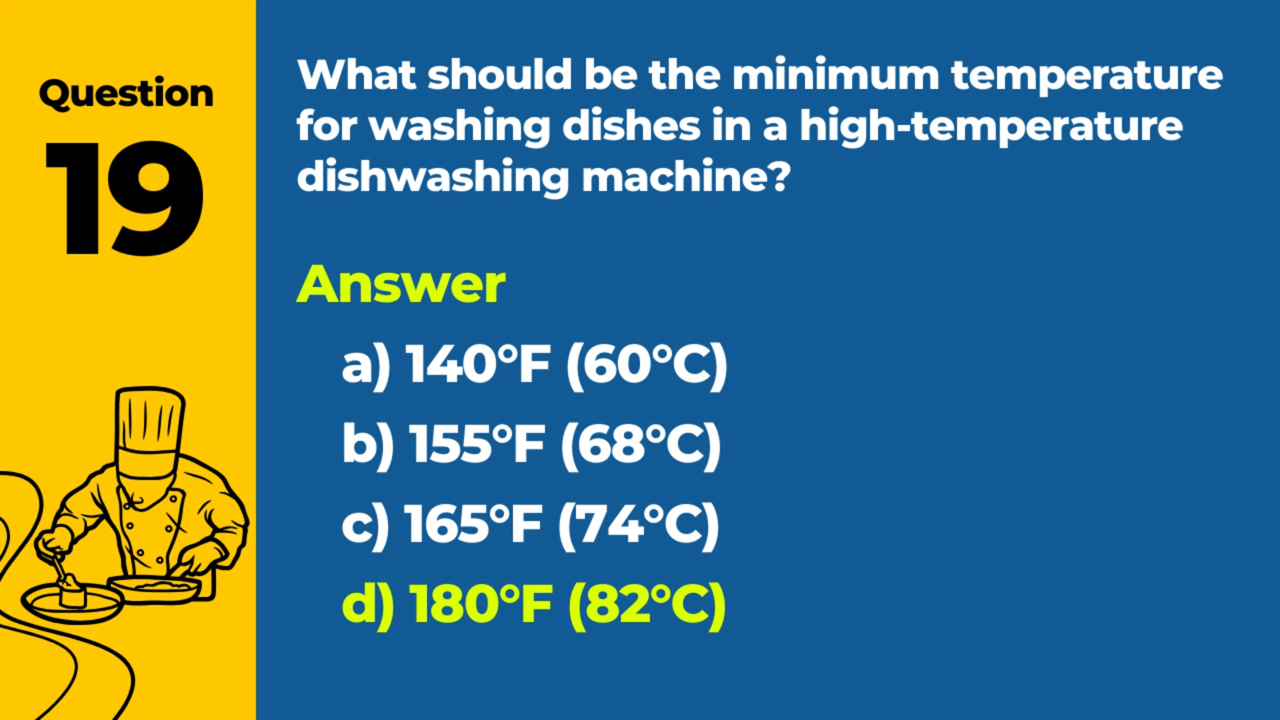 Question
19
What should be the minimum temperature
for washing dishes in a high-temperature
dishwashing machine?
Answer
a) 140°F (60°C)
b) 155°F (68°C)
c) 165°F (74°C)
d) 180°F (82°C)